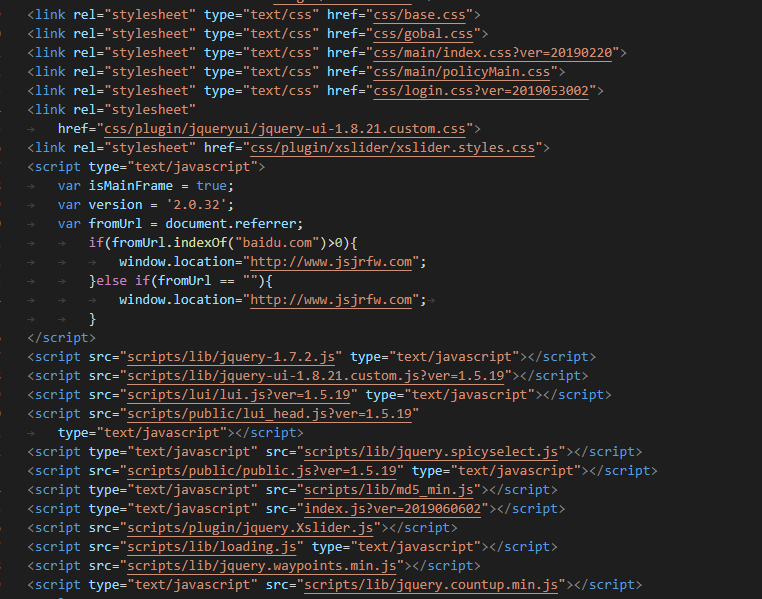 <link rel="stylesheet" type="text/css" href="css/base.css">
<link rel="stylesheet" type="text/css" href="css/gobal.css">
<link rel="stylesheet" type="text/css" href="css/main/index.css?ver=20190220">
<link rel="stylesheet" type="text/css" href="css/main/policyMain.css">
<link rel="stylesheet" type="text/css" href="css/login.css?ver=2019053002">
<link rel="stylesheet"
href="css/plugin/jqueryui/jquery-ui-1.8.21.custom.css">
<link rel="stylesheet" href="css/plugin/xslider/xslider.styles.css">
<script type="text/javascript">
var isMainFrame = true;
var version = '2.0.32';
var fromUrl = document.referrer;
if(fromUrl.indexOf("baidu.com")>0){
window.location="http://www.jsjrfw.com";
}else if(fromUrl == ""){
window.location="http://www.jsjrfw.com";
}
</script>
<script src="scripts/lib/jquery-1.7.2.js" type="text/javascript"></script>
<script src="scripts/lib/jquery-ui-1.8.21.custom.js?ver=1.5.19"></script>
<script src="scripts/lui/lui.js?ver=1.5.19" type="text/javascript"></script>
<script src="scripts/public/lui_head.js?ver=1.5.19"
type="text/javascript"></script>
<script type="text/javascript" src="scripts/lib/jquery.spicyselect.js"></script>
<script src="scripts/public/public.js?ver=1.5.19" type="text/javascript"></script>
<script type="text/javascript" src="scripts/lib/md5_min.js"></script>
<script type="text/javascript" src="index.js?ver=2019060602"></script>
<script src="scripts/plugin/jquery.Xslider.js"></script>
<script src="scripts/lib/loading.js" type="text/javascript"></script>
<script src="scripts/lib/jquery.waypoints.min.js"></script>
<script type="text/javascript" src="scripts/lib/jquery.countup.min.js"></script>